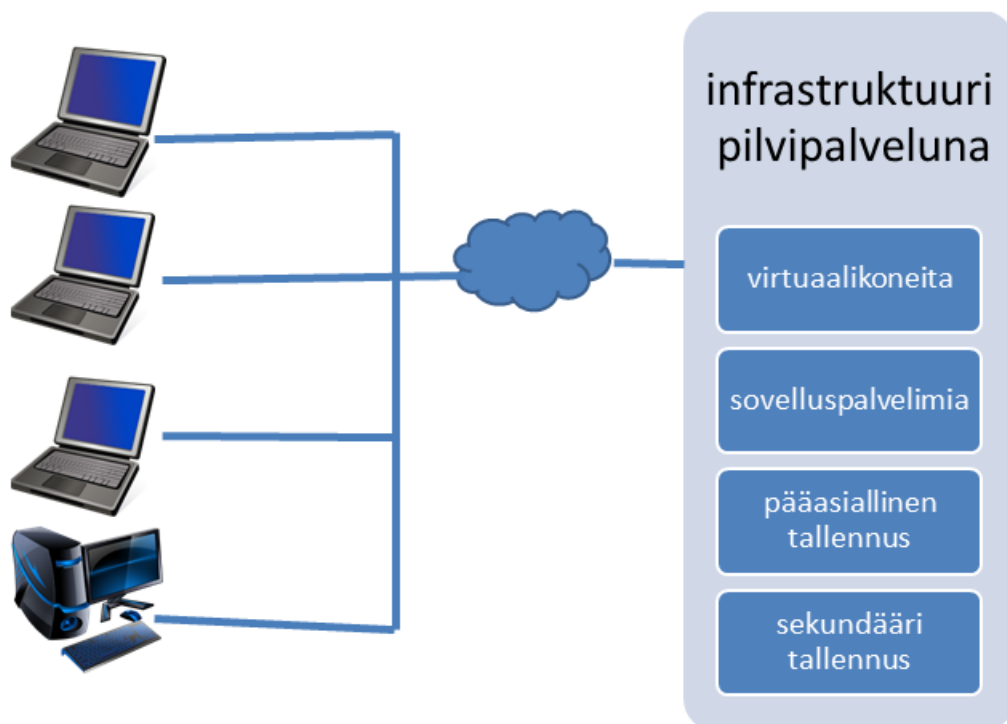 infrastruktuuri
pilvipalveluna
virtuaalikoneita
sovelluspalvelimia
pääasiallinen
tallennus
sekundääri
tallennus